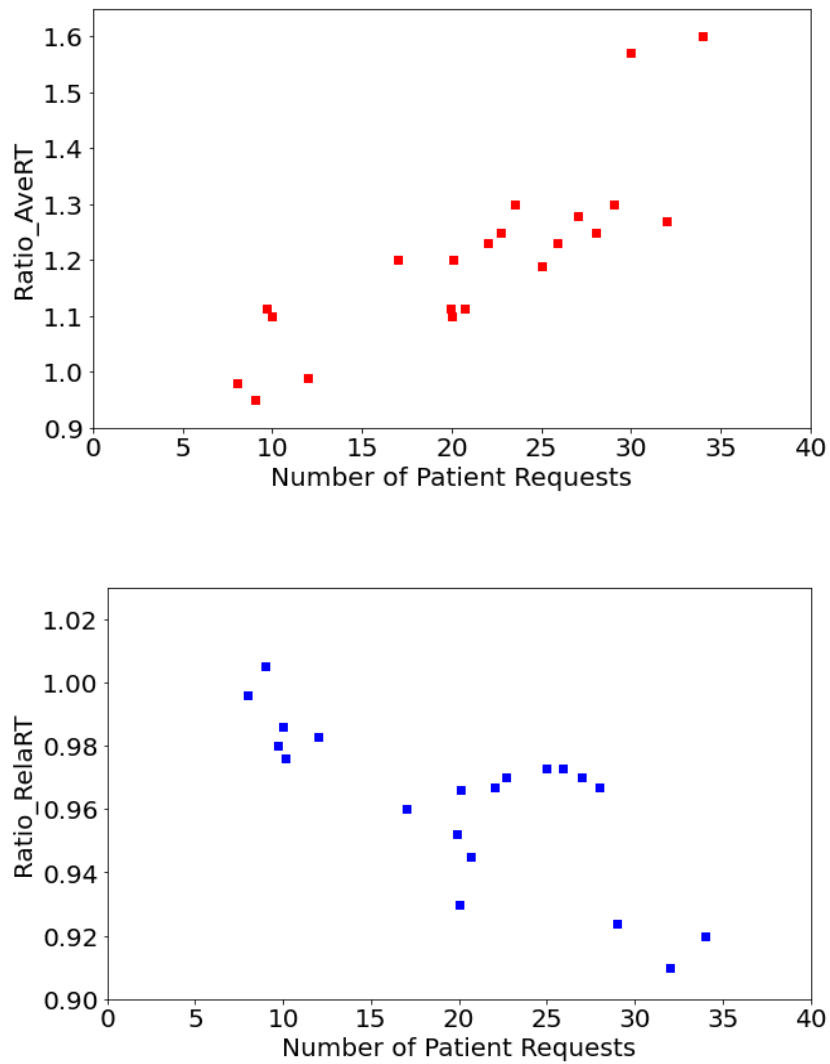 1.6
1.5
1.4
1.3
1.2
1.1
1.0
0.9
Ratio_AveRT
0 5 10 15 20 25 30 35 40
Number of Patient Requests
1.02
1.00
0.98
0.96
0.94
0.92
0.90
Ratio_RelaRT
0 5 10 15 20 25 30 35 40
Number of Patient Requests